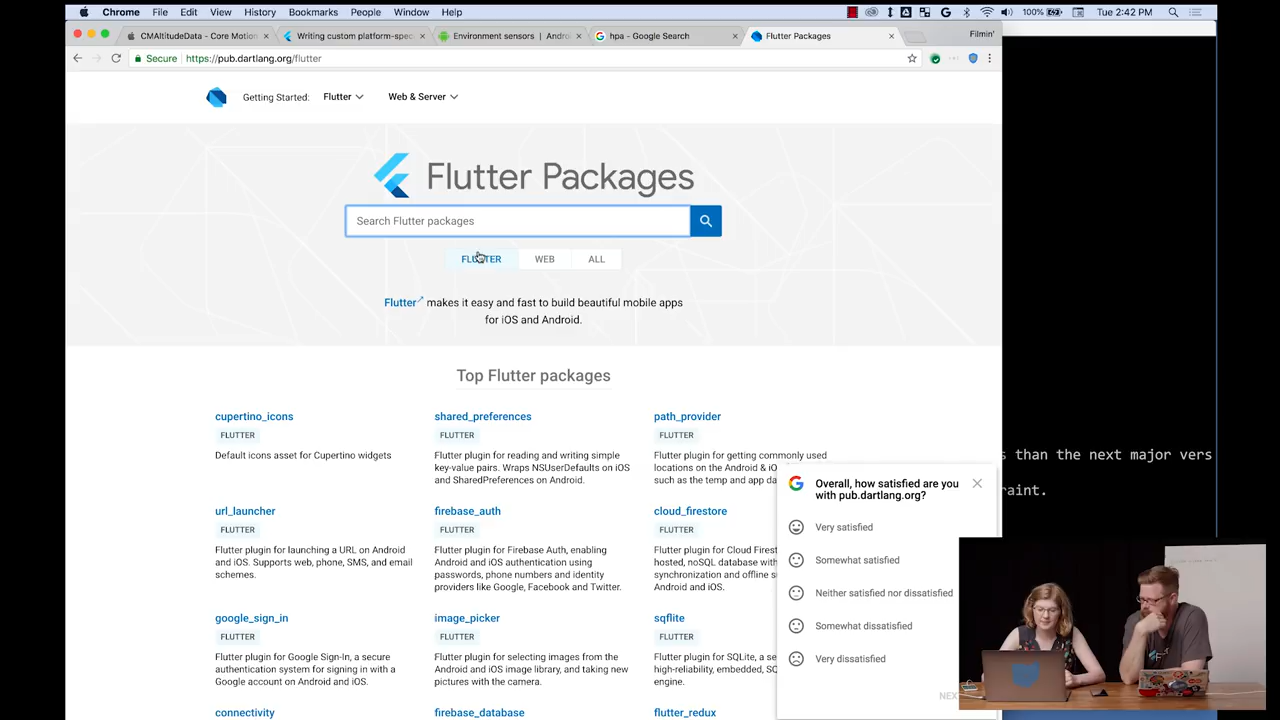 Chrome File Edit View History Bookmarks People Window Help 100% Tue 2:42 PM
CMAltitudeData - Core Motion
Writing custom platform-spec
Environment sensors | Andro
hpa - Google Search
Flutter Packages
Filmin'
Secure https://pub.dartlang.org/flutter
Getting Started: Flutter Web & Server
Flutter Packages
Search Flutter packages
FLUTTER WEB ALL
Flutter makes it easy and fast to build beautiful mobile apps
for iOS and Android.
Top Flutter packages
cupertino_icons
FLUTTER
Default icons asset for Cupertino widgets
shared_preferences
FLUTTER
Flutter plugin for reading and writing simple
key-value pairs. Wraps NSUserDefaults on iOS
and SharedPreferences on Android.
path_provider
FLUTTER
Flutter plugin for getting commonly used
locations on the Android & iO
such as the temp and app da
url_launcher
FLUTTER
Flutter plugin for launching a URL on Android
and iOS. Supports web, phone, SMS, and email
schemes.
firebase_auth
FLUTTER
Flutter plugin for Firebase Auth, enabling
Android and iOS authentication using
passwords, phone numbers and identity
providers like Google, Facebook and Twitter.
cloud_firestore
FLUTTER
Flutter plugin for Cloud Firest
hosted, noSQL database with
synchronization and offline su
Android and iOS.
google_sign_in
FLUTTER
Flutter plugin for Google Sign-In, a secure
authentication system for signing in with a
Google account on Android and iOS.
image_picker
FLUTTER
Flutter plugin for selecting images from the
Android and iOS image library, and taking new
pictures with the camera.
sqflite
FLUTTER
Flutter plugin for SQLite, a se
high-reliability, embedded, SQ
engine.
connectivity
firebase_database
flutter_redux
Overall, how satisfied are you
with pub.dartlang.org?
Very satisfied
Somewhat satisfied
Neither satisfied nor dissatisfied
Somewhat dissatisfied
Very dissatisfied
NEX
s than the next major vers
raint.